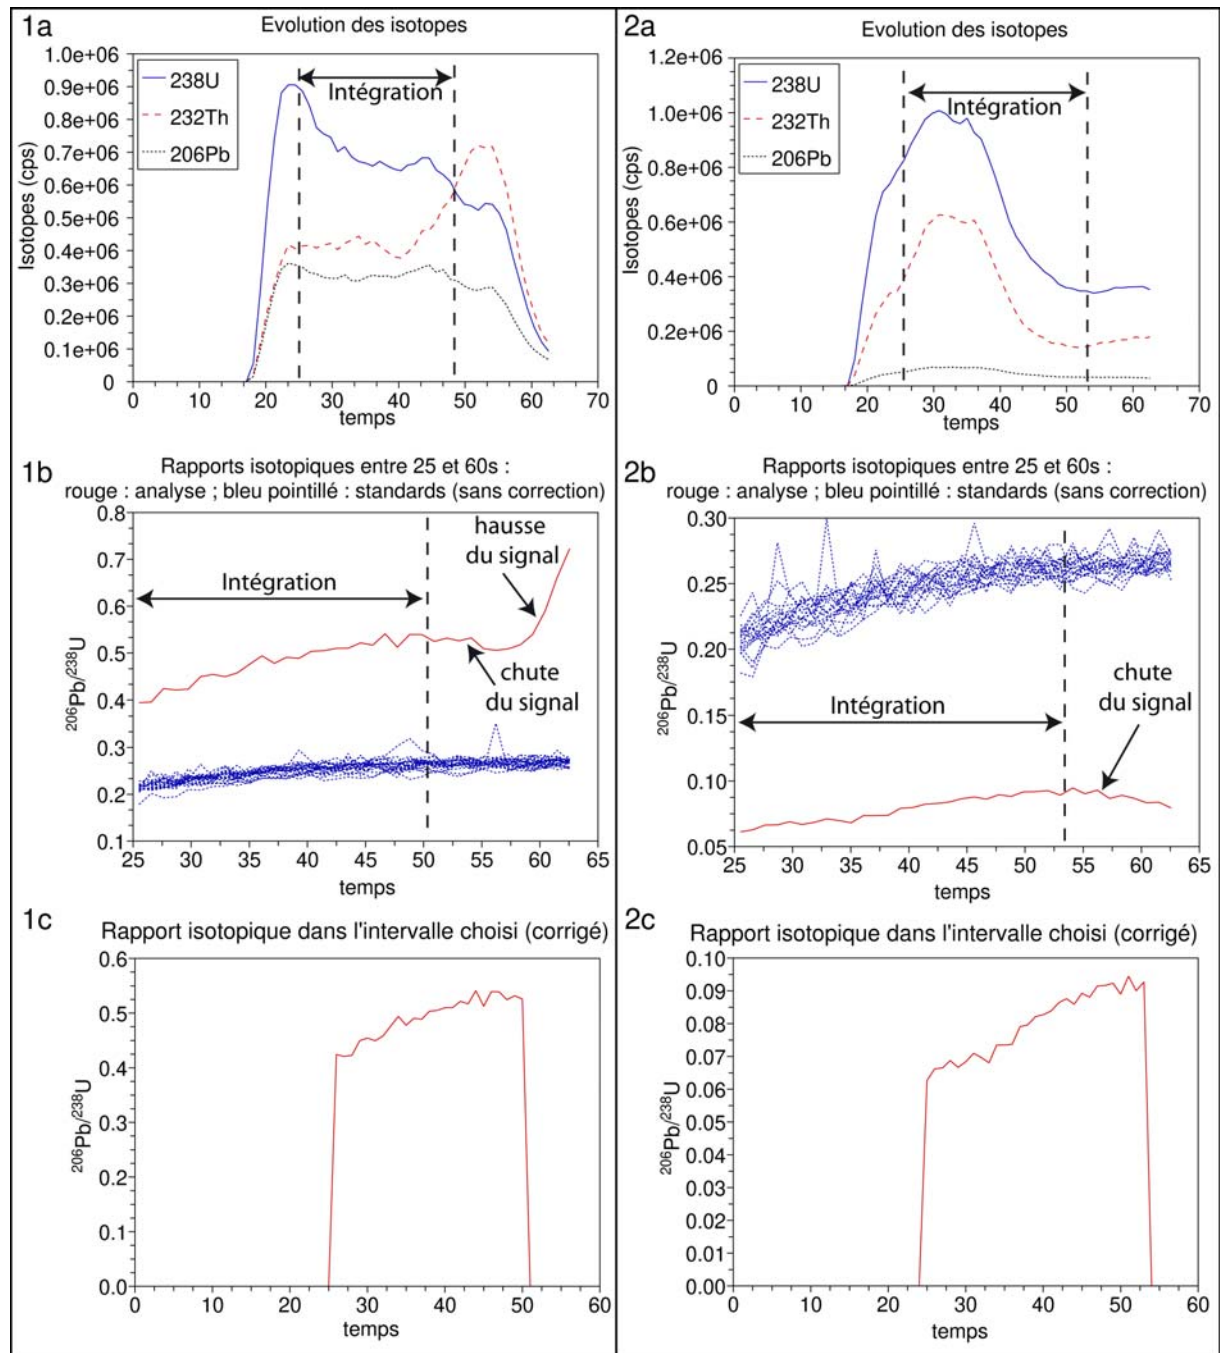 1a
Evolution des isotopes
1.0e+06
0.9e+06
0.8e+06
0.7e+06
0.6e+06
0.5e+06
0.4e+06
0.3e+06
0.2e+06
0.1e+06
0
Isotopes (cps)
238U
232Th
206Pb
Intégration
0 10 20 30 40 50 60 70
temps
2a
Evolution des isotopes
1.2e+06
1.0e+06
0.8e+06
0.6e+06
0.4e+06
0.2e+06
0
Isotopes (cps)
238U
232Th
206Pb
Intégration
0 10 20 30 40 50 60 70
temps
1b
Rapports isotopiques entre 25 et 60s :
rouge : analyse ; bleu pointillé : standards (sans correction)
0.8
0.7
0.6
0.5
0.4
0.3
0.2
0.1
²⁰⁶Pb/²³⁸U
Intégration
hausse
du signal
chute
du signal
25 30 35 40 45 50 55 60 65
temps
2b
Rapports isotopiques entre 25 et 60s :
rouge : analyse ; bleu pointillé : standards (sans correction)
0.30
0.25
0.20
0.15
0.10
0.05
²⁰⁶Pb/²³⁸U
Intégration
chute
du signal
25 30 35 40 45 50 55 60 65
temps
1c
Rapport isotopique dans l'intervalle choisi (corrigé)
0.6
0.5
0.4
0.3
0.2
0.1
0.0
²⁰⁶Pb/²³⁸U
0 10 20 30 40 50 60
temps
2c
Rapport isotopique dans l'intervalle choisi (corrigé)
0.10
0.09
0.08
0.07
0.06
0.05
0.04
0.03
0.02
0.01
0.00
²⁰⁶Pb/²³⁸U
0 10 20 30 40 50 60
temps